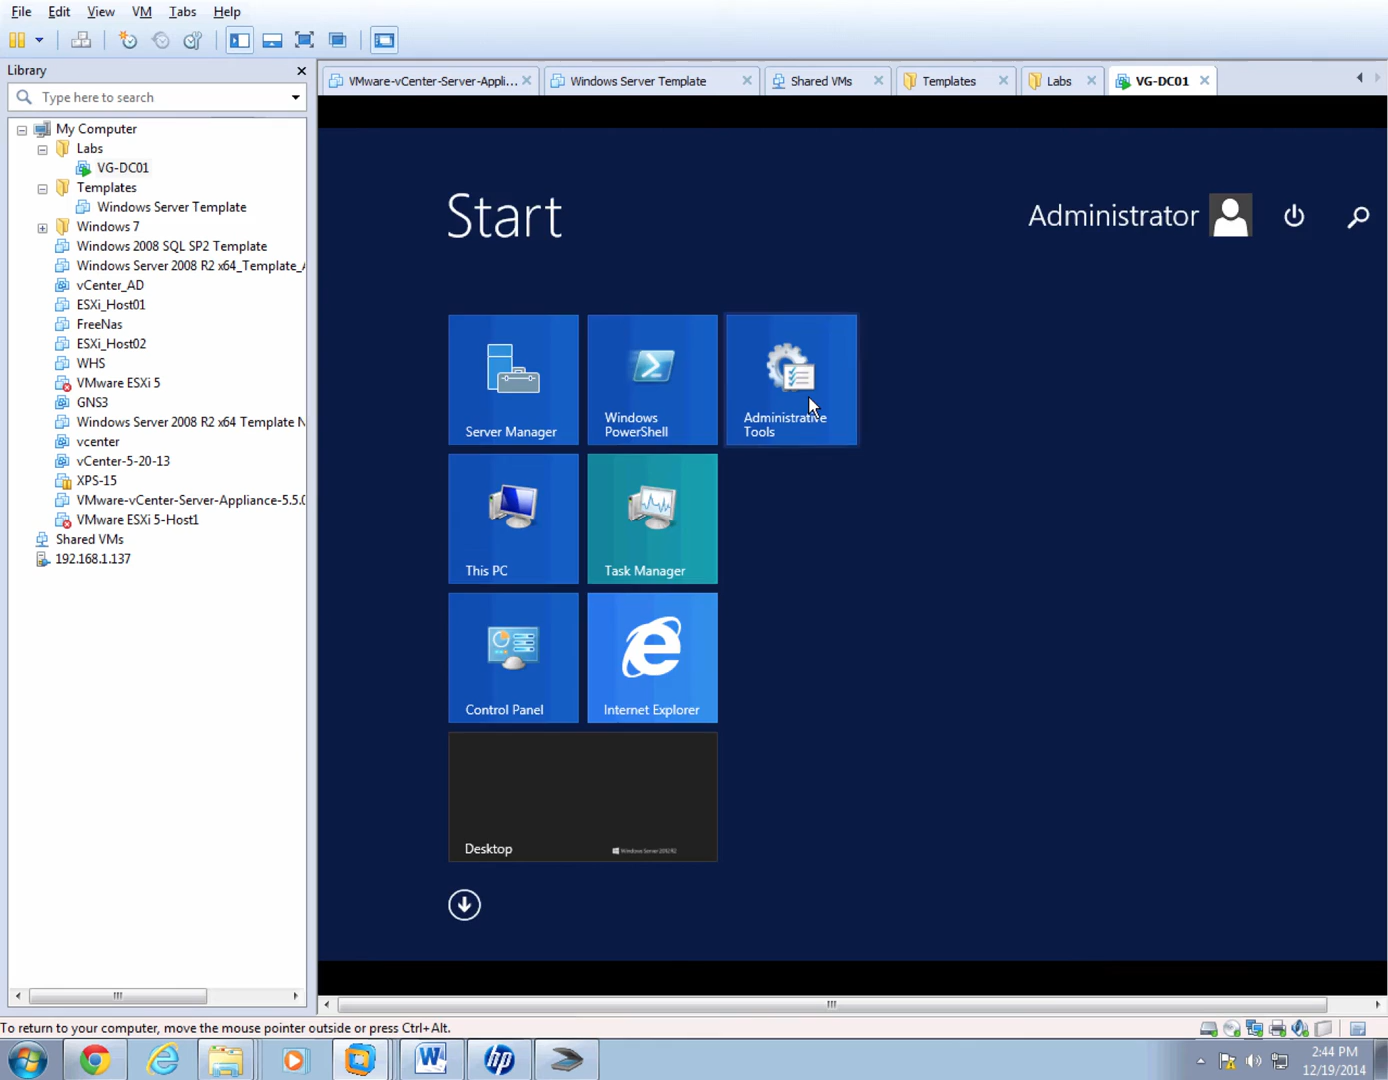 File Edit View VM Tabs Help
Library
Type here to search
My Computer
Labs
VG-DC01
Templates
Windows Server Template
Windows 7
Windows 2008 SQL SP2 Template
Windows Server 2008 R2 x64_Template_
vCenter_AD
ESXi_Host01
FreeNas
ESXi_Host02
WHS
VMware ESXi 5
GNS3
Windows Server 2008 R2 x64 Template N
vcenter
vCenter-5-20-13
XPS-15
VMware-vCenter-Server-Appliance-5.5.0
VMware ESXi 5-Host1
Shared VMs
192.168.1.137
VMware-vCenter-Server-Appli... Windows Server Template Shared VMs Templates Labs VG-DC01
Start
Administrator
Server Manager
Windows
PowerShell
Administrative
Tools
This PC
Task Manager
Control Panel
Internet Explorer
Desktop
Windows Server 2012 R2
To return to your computer, move the mouse pointer outside or press Ctrl+Alt.
2:44 PM
12/19/2014